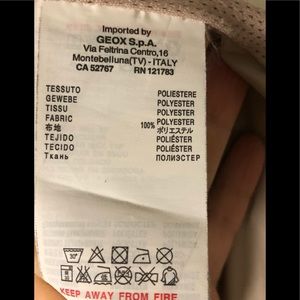 Imported by
GEOX S.p.A.
Via Feltrina Centro,16
Montebelluna(TV) - ITALY
CA 52767 RN 121783
TESSUTO POLIESTERE
GEWEBE POLYESTER
TISSU POLYESTER
FABRIC 100% POLYESTER
布地 ポリエステル
TEJIDO POLIÉSTER
TECIDO POLIÉSTER
Ткань ПОЛИЭСТЕР
30°
KEEP AWAY FROM FIRE